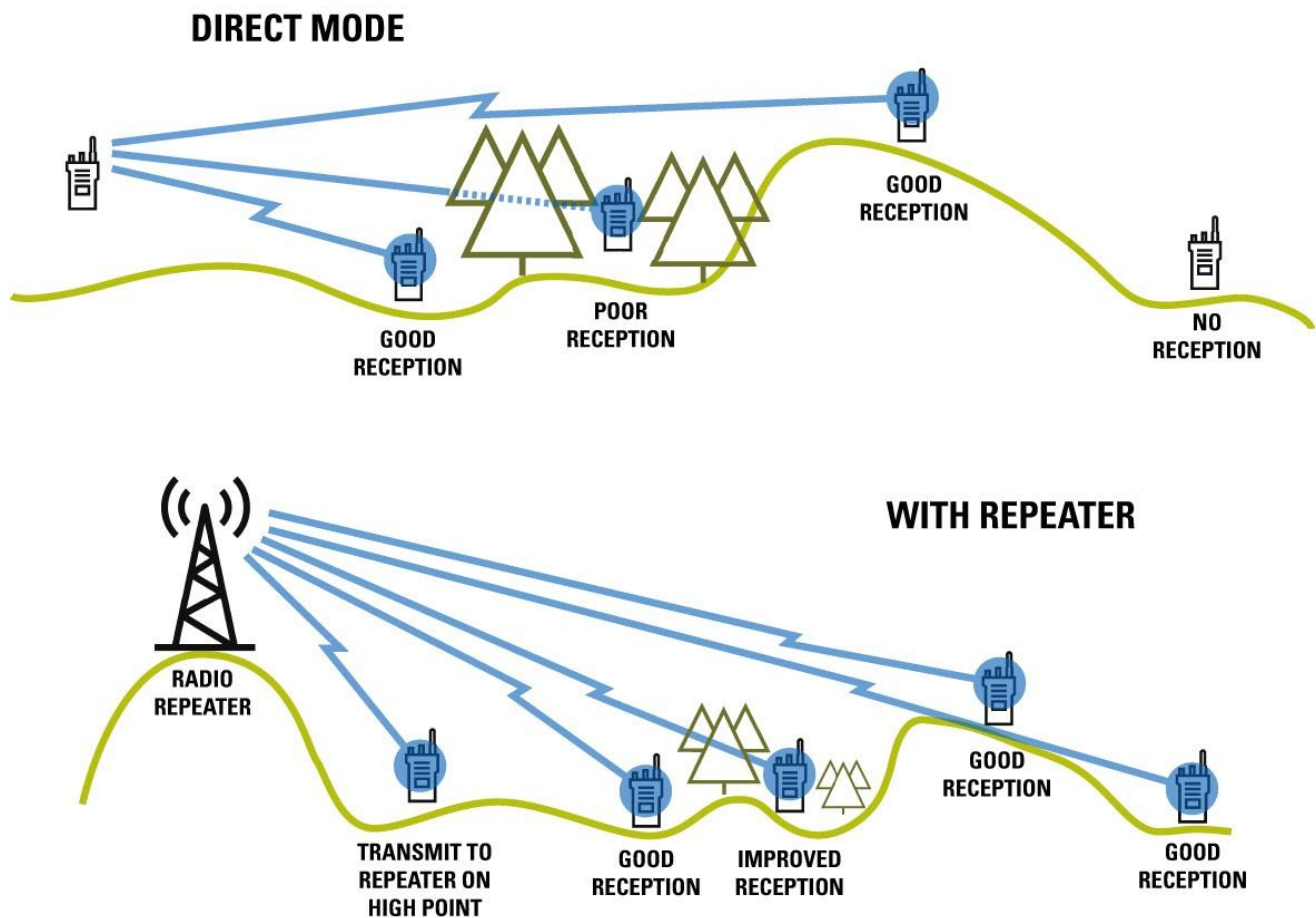 DIRECT MODE
GOOD
RECEPTION
POOR
RECEPTION
GOOD
RECEPTION
NO
RECEPTION
WITH REPEATER
RADIO
REPEATER
TRANSMIT TO
REPEATER ON
HIGH POINT
GOOD
RECEPTION
IMPROVED
RECEPTION
GOOD
RECEPTION
GOOD
RECEPTION